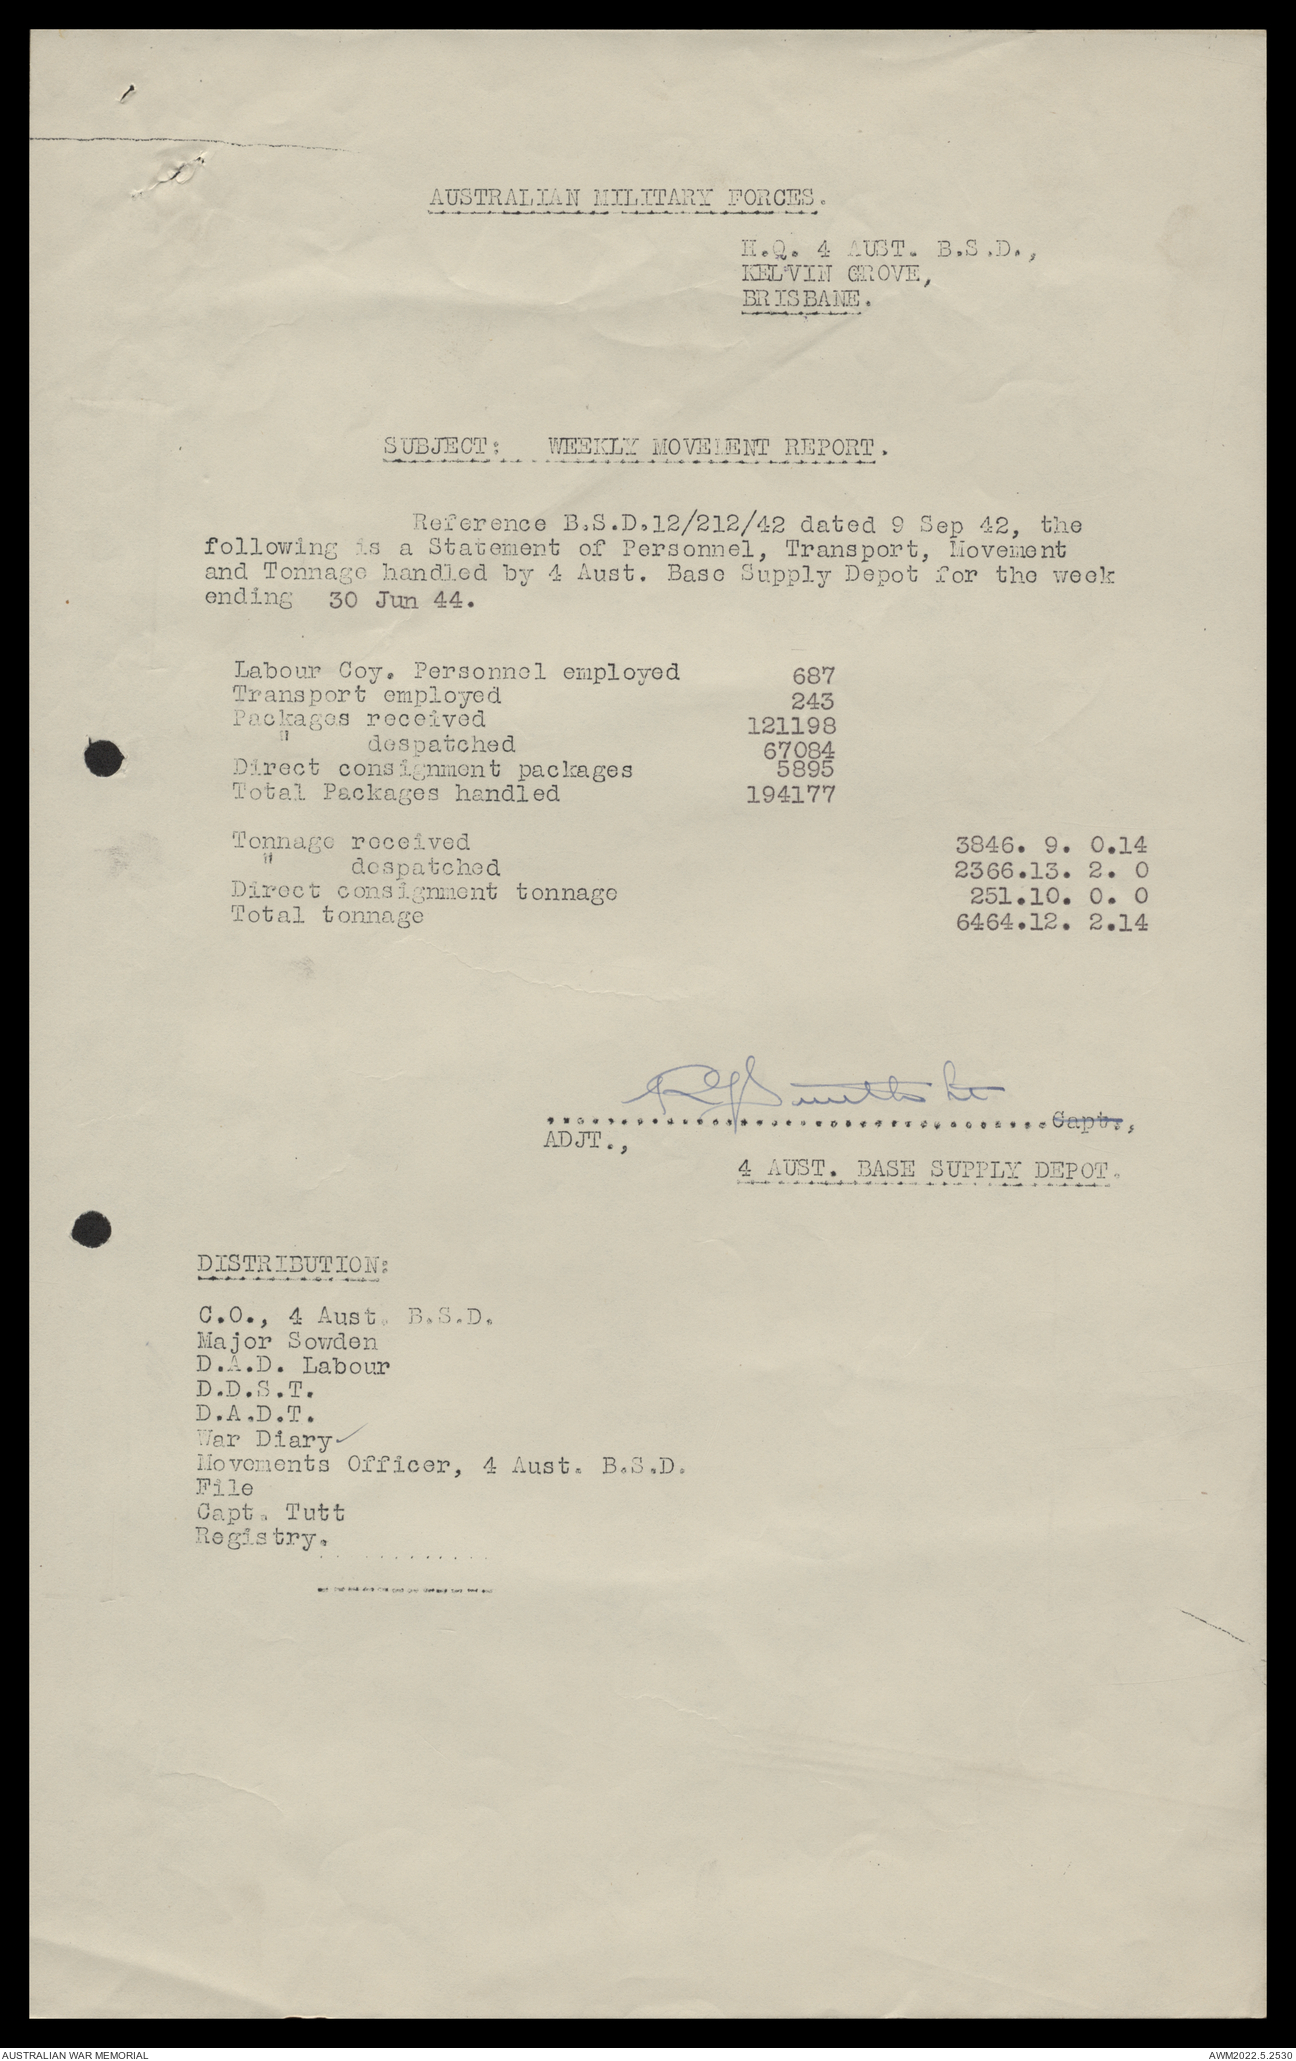 AUSTRALIAN MILITARY FORCES.
H.Q. 4 AUST. B.S.D.,
KELVIN GROVE,
BRISBANE.
SUBJECT: WEEKLY MOVEMENT REPORT.
Reference B.S.D.12/212/42 dated 9 Sep 42, the
following is a Statement of Personnel, Transport, Movement
and Tonnage handled by 4 Aust. Base Supply Depot for the week
ending 30 Jun 44.
Labour Coy. Personnel employed 687
Transport employed 243
Packages received 121198
" despatched 67084
Direct consignment packages 5895
Total Packages handled 194177
Tonnage received 3846. 9. 0.14
" despatched 2366.13. 2. 0
Direct consignment tonnage 251.10. 0. 0
Total tonnage 6464.12. 2.14
Lt
..................................Capt.,
ADJT.,
4 AUST. BASE SUPPLY DEPOT.
DISTRIBUTION:
C.O., 4 Aust. B.S.D.
Major Sowden
D.A.D. Labour
D.D.S.T.
D.A.D.T.
War Diary
Movements Officer, 4 Aust. B.S.D.
File
Capt. Tutt
Registry.
AUSTRALIAN WAR MEMORIAL AWM2022.5.2530